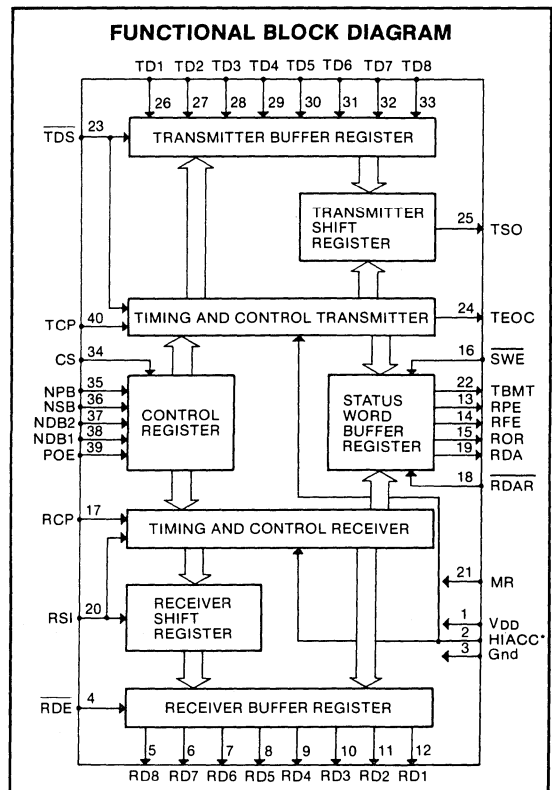 FUNCTIONAL BLOCK DIAGRAM
TD1 TD2 TD3 TD4 TD5 TD6 TD7 TD8
26 27 28 29 30 31 32 33
TDS 23
TRANSMITTER BUFFER REGISTER
TRANSMITTER
SHIFT
REGISTER
25 TSO
TIMING AND CONTROL TRANSMITTER
24 TEOC
TCP 40
CS 34
16 SWE
NPB 35
NSB 36
NDB2 37
NDB1 38
POE 39
CONTROL
REGISTER
STATUS
WORD
BUFFER
REGISTER
22 TBMT
13 RPE
14 RFE
15 ROR
19 RDA
18 RDAR
RCP 17
TIMING AND CONTROL RECEIVER
21 MR
RSI 20
RECEIVER
SHIFT
REGISTER
1 VDD
2 HIACC*
3 Gnd
RDE 4
RECEIVER BUFFER REGISTER
5 6 7 8 9 10 11 12
RD8 RD7 RD6 RD5 RD4 RD3 RD2 RD1